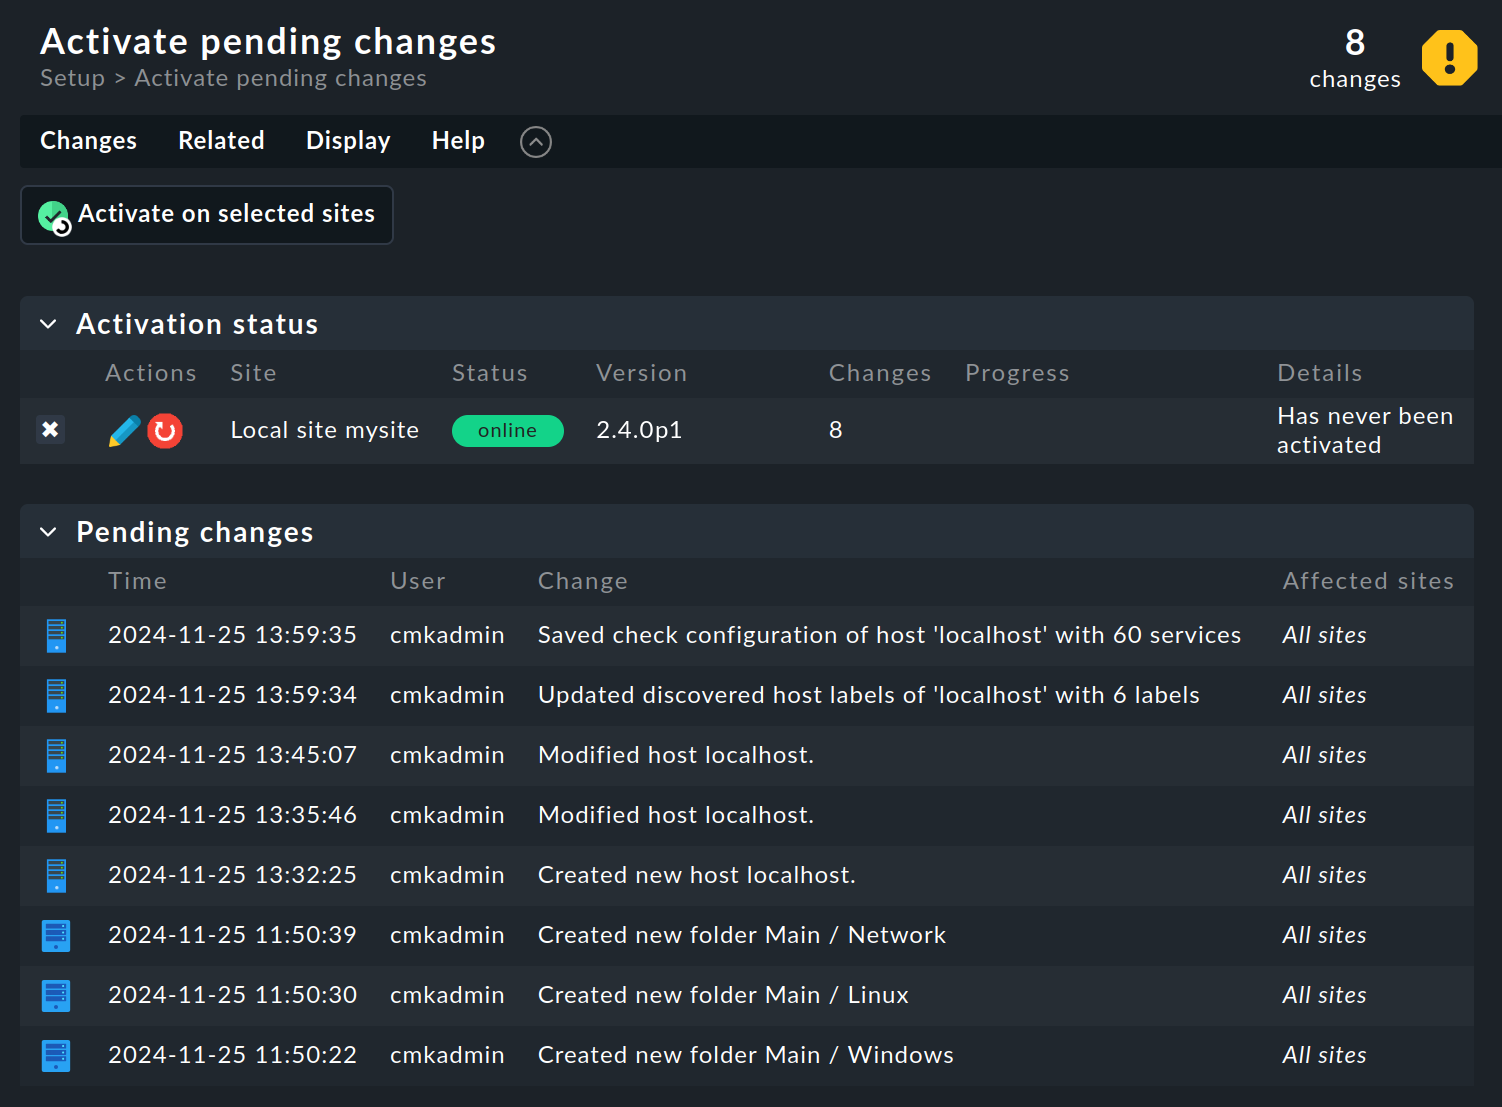 Activate pending changes
Setup > Activate pending changes
8
changes
Changes Related Display Help
Activate on selected sites
Activation status
Actions Site Status Version Changes Progress Details
Local site mysite online 2.4.0p1 8 Has never been
activated
Pending changes
Time User Change Affected sites
2024-11-25 13:59:35 cmkadmin Saved check configuration of host 'localhost' with 60 services All sites
2024-11-25 13:59:34 cmkadmin Updated discovered host labels of 'localhost' with 6 labels All sites
2024-11-25 13:45:07 cmkadmin Modified host localhost. All sites
2024-11-25 13:35:46 cmkadmin Modified host localhost. All sites
2024-11-25 13:32:25 cmkadmin Created new host localhost. All sites
2024-11-25 11:50:39 cmkadmin Created new folder Main / Network All sites
2024-11-25 11:50:30 cmkadmin Created new folder Main / Linux All sites
2024-11-25 11:50:22 cmkadmin Created new folder Main / Windows All sites